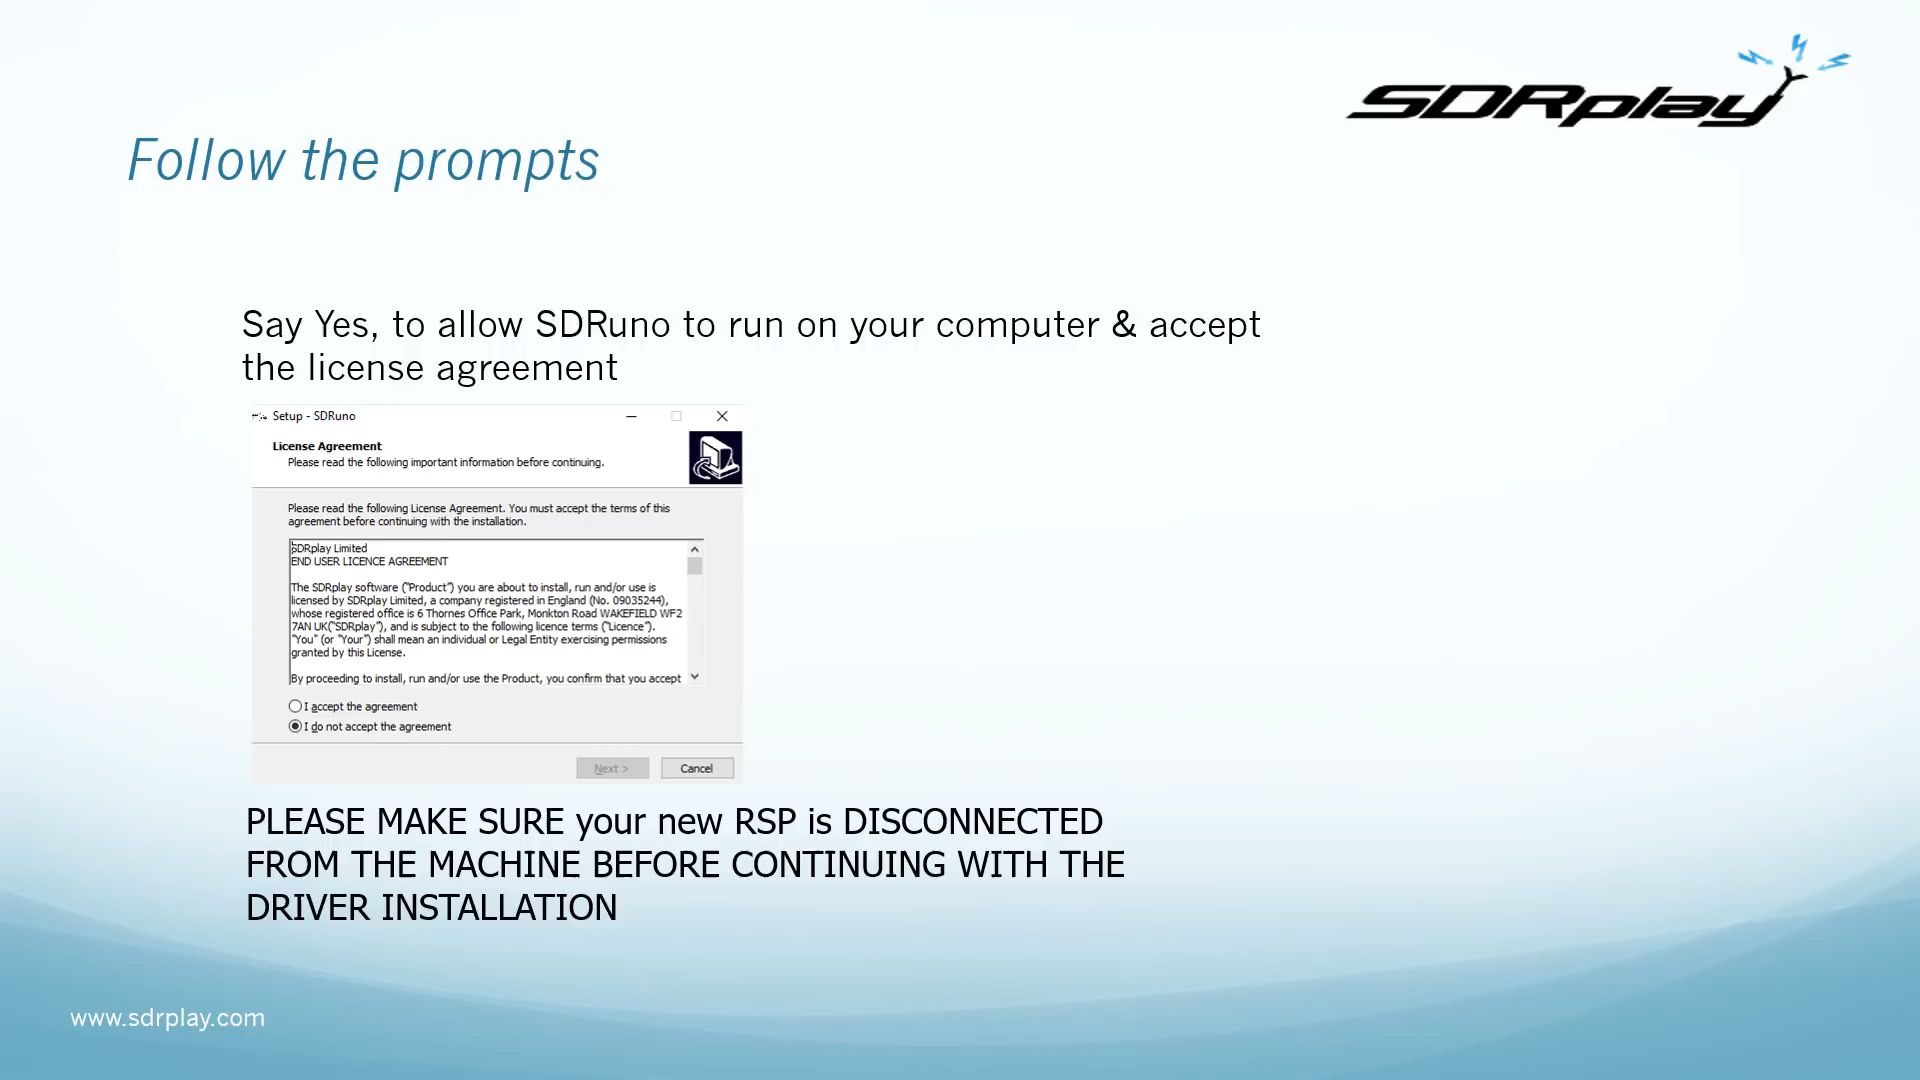 SDRplay
Follow the prompts
Say Yes, to allow SDRuno to run on your computer & accept
the license agreement
Setup - SDRuno
License Agreement
Please read the following important information before continuing.
Please read the following License Agreement. You must accept the terms of this
agreement before continuing with the installation.
SDRplay Limited
END USER LICENCE AGREEMENT
The SDRplay software ("Product") you are about to install, run and/or use is
licensed by SDRplay Limited, a company registered in England (No. 09035244),
whose registered office is 6 Thornes Office Park, Monkton Road WAKEFIELD WF2
7AN UK("SDRplay"), and is subject to the following licence terms ("Licence").
"You" (or "Your") shall mean an individual or Legal Entity exercising permissions
granted by this License.
By proceeding to install, run and/or use the Product, you confirm that you accept
I accept the agreement
I do not accept the agreement
Next >
Cancel
PLEASE MAKE SURE your new RSP is DISCONNECTED
FROM THE MACHINE BEFORE CONTINUING WITH THE
DRIVER INSTALLATION
www.sdrplay.com